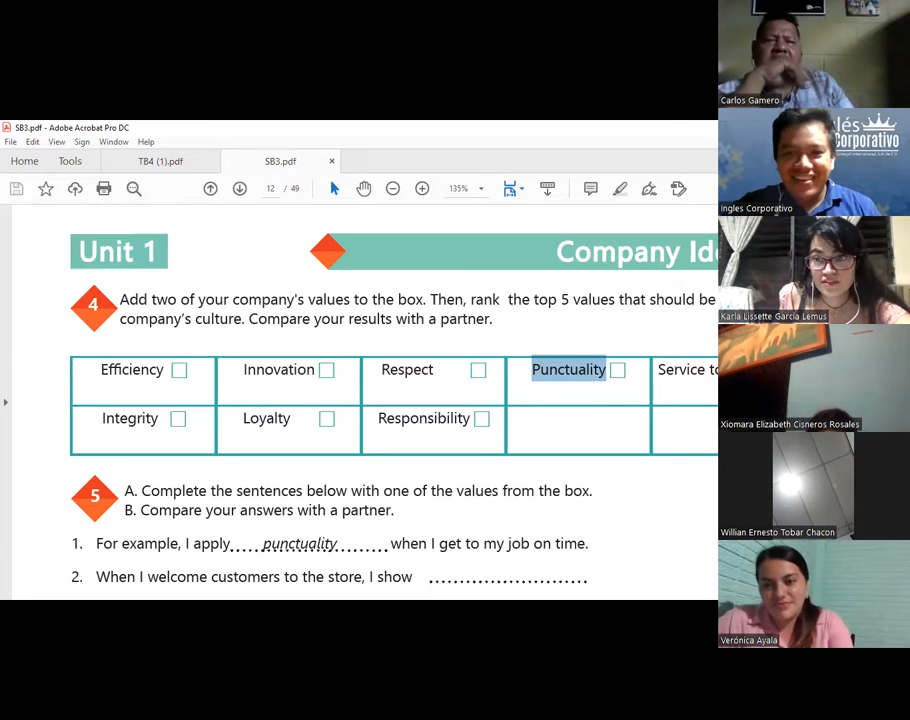 SB3.pdf - Adobe Acrobat Pro DC
File Edit View Sign Window Help
Home Tools TB4 (1).pdf SB3.pdf ×
12 / 49 135%
Unit 1 Company Ide
4 Add two of your company's values to the box. Then, rank the top 5 values that should be
company's culture. Compare your results with a partner.
Efficiency Innovation Respect Punctuality Service to
Integrity Loyalty Responsibility
5 A. Complete the sentences below with one of the values from the box.
B. Compare your answers with a partner.
1. For example, I apply.....punctuality.........when I get to my job on time.
2. When I welcome customers to the store, I show ............................
Carlos Gamero
lés
orporativo
Ingles Corporativo
Karla Lissette Garcia Lemus
Xiomara Elizabeth Cisneros Rosales
Willian Ernesto Tobar Chacon
Verónica Ayala